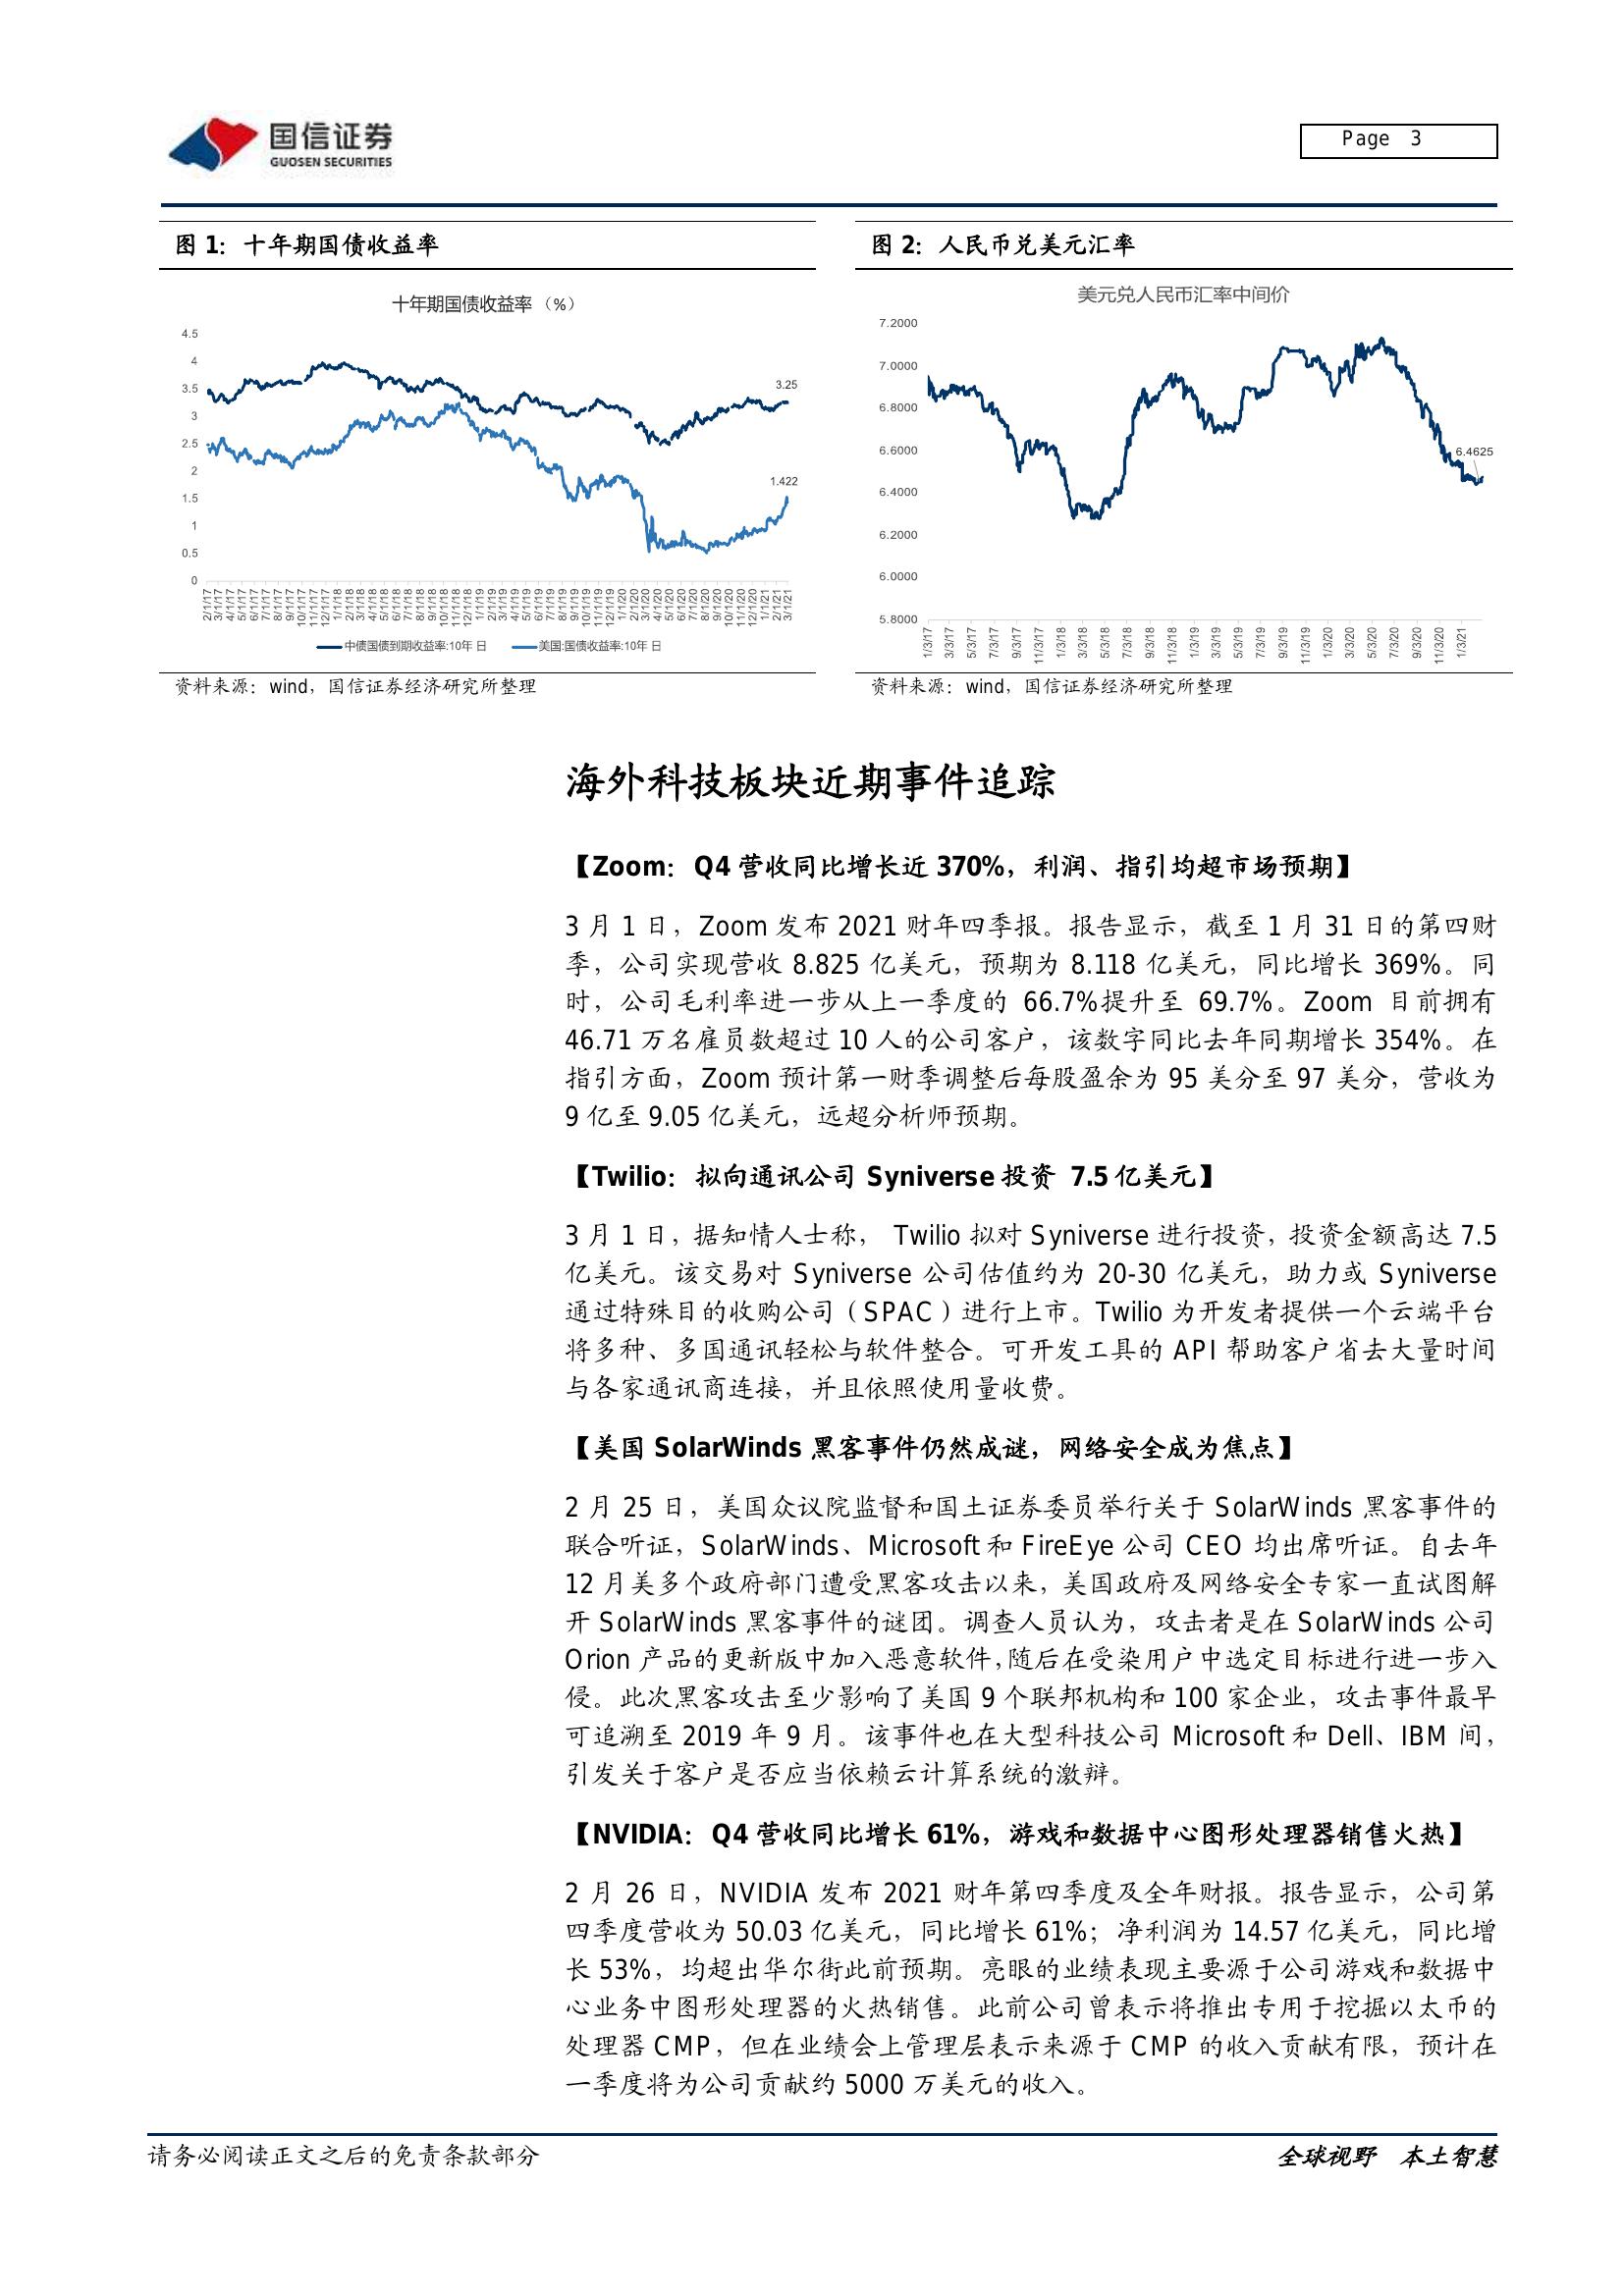 国信证券
GUOSEN SECURITIES
Page 3
图 1：十年期国债收益率
十年期国债收益率 （%）
4.5
4
3.5
3
2.5
2
1.5
1
0.5
0
3.25
1.422
2/1/17 3/1/17 4/1/17 5/1/17 6/1/17 7/1/17 8/1/17 9/1/17 10/1/17 11/1/17 12/1/17 1/1/18 2/1/18 3/1/18 4/1/18 5/1/18 6/1/18 7/1/18 8/1/18 9/1/18 10/1/18 11/1/18 12/1/18 1/1/19 2/1/19 3/1/19 4/1/19 5/1/19 6/1/19 7/1/19 8/1/19 9/1/19 10/1/19 11/1/19 12/1/19 1/1/20 2/1/20 3/1/20 4/1/20 5/1/20 6/1/20 7/1/20 8/1/20 9/1/20 10/1/20 11/1/20 12/1/20 1/1/21 2/1/21 3/1/21
中债国债到期收益率:10年 日 美国:国债收益率:10年 日
资料来源：wind，国信证券经济研究所整理
图 2：人民币兑美元汇率
美元兑人民币汇率中间价
7.2000
7.0000
6.8000
6.6000
6.4000
6.2000
6.0000
5.8000
6.4625
1/3/17 3/3/17 5/3/17 7/3/17 9/3/17 11/3/17 1/3/18 3/3/18 5/3/18 7/3/18 9/3/18 11/3/18 1/3/19 3/3/19 5/3/19 7/3/19 9/3/19 11/3/19 1/3/20 3/3/20 5/3/20 7/3/20 9/3/20 11/3/20 1/3/21
资料来源：wind，国信证券经济研究所整理
海外科技板块近期事件追踪
【Zoom：Q4 营收同比增长近 370%，利润、指引均超市场预期】
3 月 1 日，Zoom 发布 2021 财年四季报。报告显示，截至 1 月 31 日的第四财
季，公司实现营收 8.825 亿美元，预期为 8.118 亿美元，同比增长 369%。同
时，公司毛利率进一步从上一季度的 66.7%提升至 69.7%。Zoom 目前拥有
46.71 万名雇员数超过 10 人的公司客户，该数字同比去年同期增长 354%。在
指引方面，Zoom 预计第一财季调整后每股盈余为 95 美分至 97 美分，营收为
9 亿至 9.05 亿美元，远超分析师预期。
【Twilio：拟向通讯公司 Syniverse 投资 7.5 亿美元】
3 月 1 日，据知情人士称， Twilio 拟对 Syniverse 进行投资，投资金额高达 7.5
亿美元。该交易对 Syniverse 公司估值约为 20-30 亿美元，助力或 Syniverse
通过特殊目的收购公司（SPAC）进行上市。Twilio 为开发者提供一个云端平台
将多种、多国通讯轻松与软件整合。可开发工具的 API 帮助客户省去大量时间
与各家通讯商连接，并且依照使用量收费。
【美国 SolarWinds 黑客事件仍然成谜，网络安全成为焦点】
2 月 25 日，美国众议院监督和国土证券委员举行关于 SolarWinds 黑客事件的
联合听证，SolarWinds、Microsoft 和 FireEye 公司 CEO 均出席听证。自去年
12 月美多个政府部门遭受黑客攻击以来，美国政府及网络安全专家一直试图解
开 SolarWinds 黑客事件的谜团。调查人员认为，攻击者是在 SolarWinds 公司
Orion 产品的更新版中加入恶意软件，随后在受染用户中选定目标进行进一步入
侵。此次黑客攻击至少影响了美国 9 个联邦机构和 100 家企业，攻击事件最早
可追溯至 2019 年 9 月。该事件也在大型科技公司 Microsoft 和 Dell、IBM 间，
引发关于客户是否应当依赖云计算系统的激辩。
【NVIDIA：Q4 营收同比增长 61%，游戏和数据中心图形处理器销售火热】
2 月 26 日，NVIDIA 发布 2021 财年第四季度及全年财报。报告显示，公司第
四季度营收为 50.03 亿美元，同比增长 61%；净利润为 14.57 亿美元，同比增
长 53%，均超出华尔街此前预期。亮眼的业绩表现主要源于公司游戏和数据中
心业务中图形处理器的火热销售。此前公司曾表示将推出专用于挖掘以太币的
处理器 CMP，但在业绩会上管理层表示来源于 CMP 的收入贡献有限，预计在
一季度将为公司贡献约 5000 万美元的收入。
请务必阅读正文之后的免责条款部分
全球视野 本土智慧